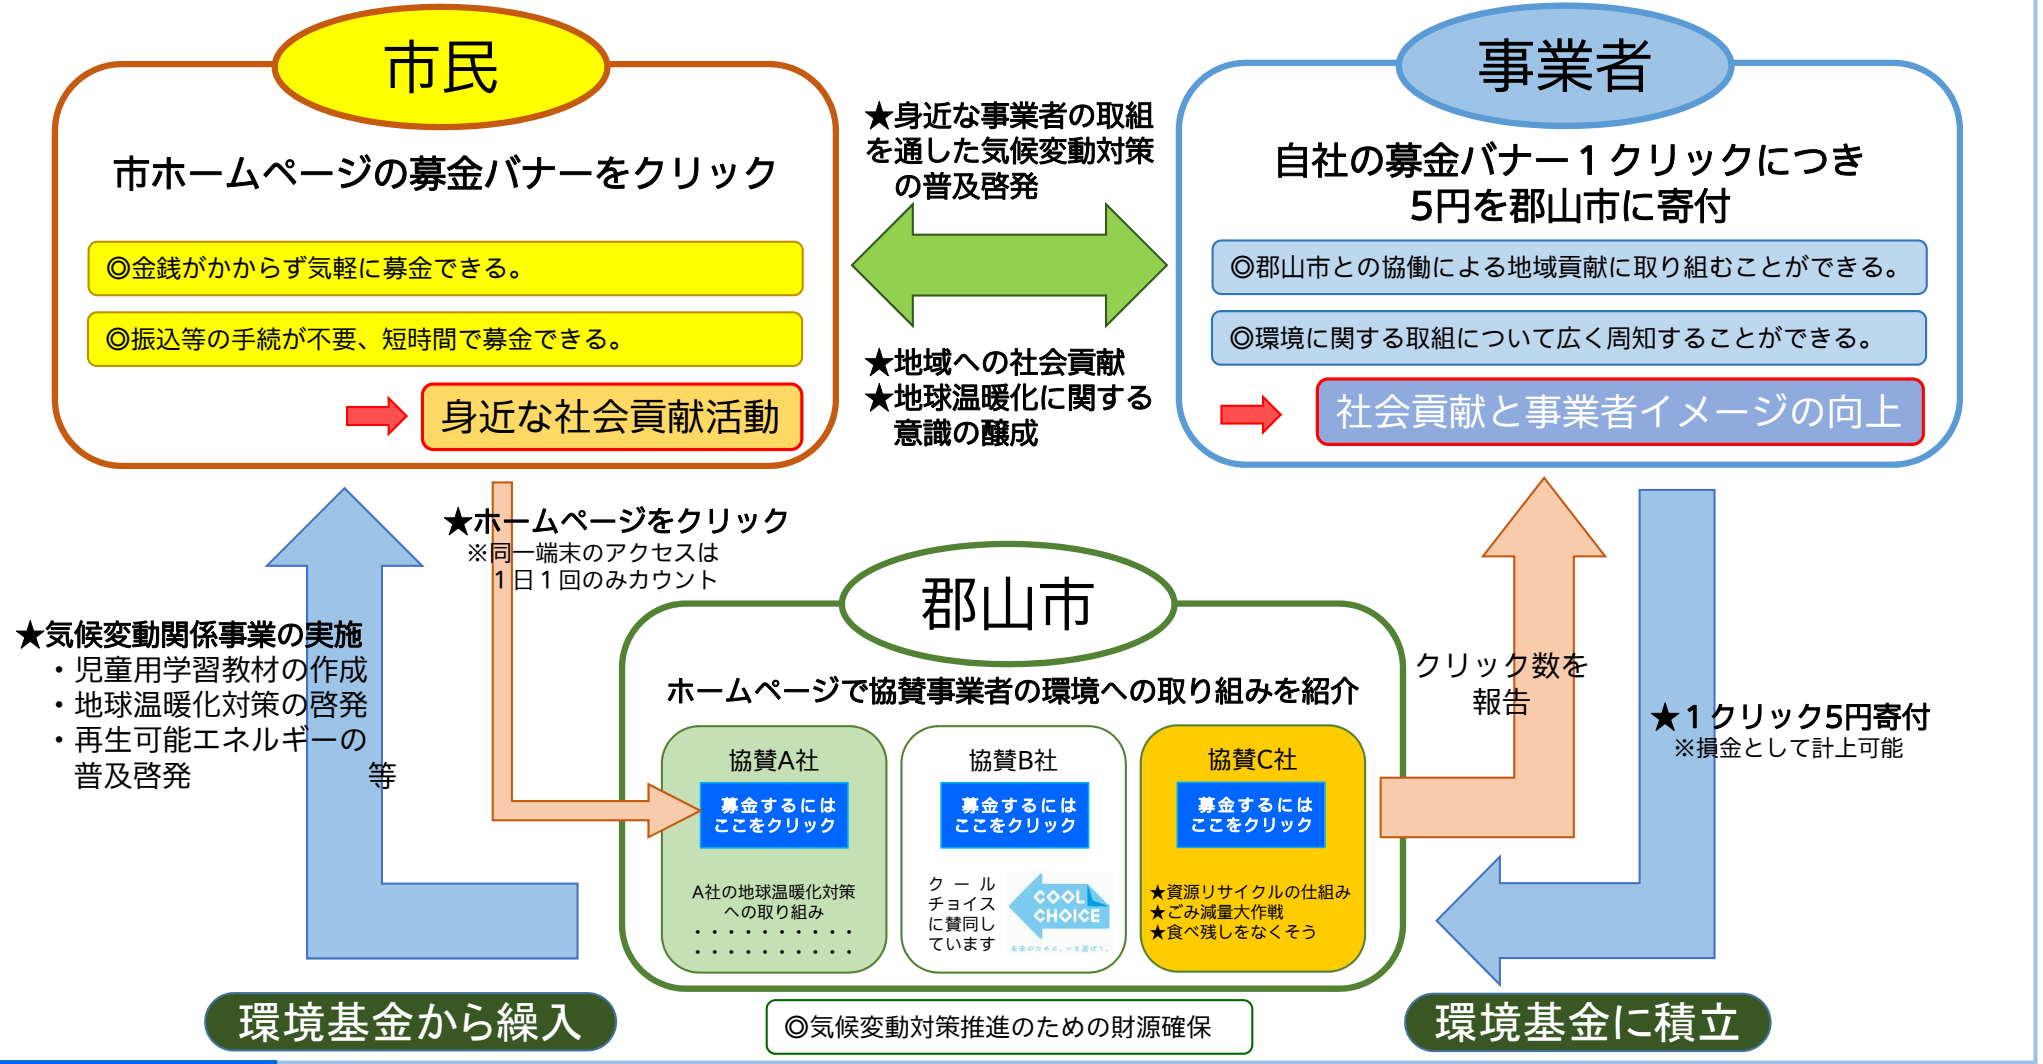 市民
市ホームページの募金バナーをクリック
◎金銭がかからず気軽に募金できる。
◎振込等の手続が不要、短時間で募金できる。
身近な社会貢献活動
★身近な事業者の取組
を通した気候変動対策
の普及啓発
★地域への社会貢献
★地球温暖化に関する
意識の醸成
事業者
自社の募金バナー１クリックにつき
5円を郡山市に寄付
◎郡山市との協働による地域貢献に取り組むことができる。
◎環境に関する取組について広く周知することができる。
社会貢献と事業者イメージの向上
★ホームページをクリック
※同一端末のアクセスは
１日１回のみカウント
★気候変動関係事業の実施
・児童用学習教材の作成
・地球温暖化対策の啓発
・再生可能エネルギーの
普及啓発 等
郡山市
ホームページで協賛事業者の環境への取り組みを紹介
協賛A社
募金するには
ここをクリック
A社の地球温暖化対策
への取り組み
・・・・・・・・・・
・・・・・・・・・・
協賛B社
募金するには
ここをクリック
クール
チョイス
に賛同し
ています
COOL
CHOICE
未来のために、いま選ぼう。
協賛C社
募金するには
ここをクリック
★資源リサイクルの仕組み
★ごみ減量大作戦
★食べ残しをなくそう
クリック数を
報告
★１クリック5円寄付
※損金として計上可能
環境基金から繰入
◎気候変動対策推進のための財源確保
環境基金に積立